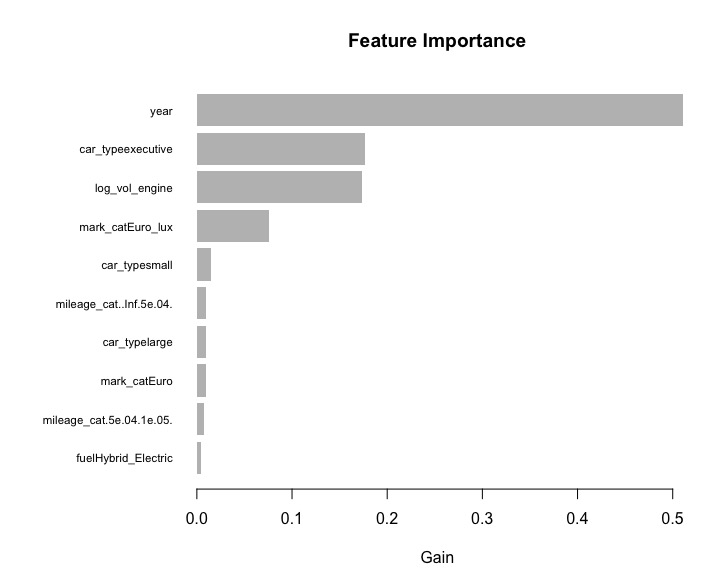 Feature Importance
year
car_typeexecutive
log_vol_engine
mark_catEuro_lux
car_typesmall
mileage_cat..Inf.5e.04.
car_typelarge
mark_catEuro
mileage_cat.5e.04.1e.05.
fuelHybrid_Electric
0.0 0.1 0.2 0.3 0.4 0.5
Gain